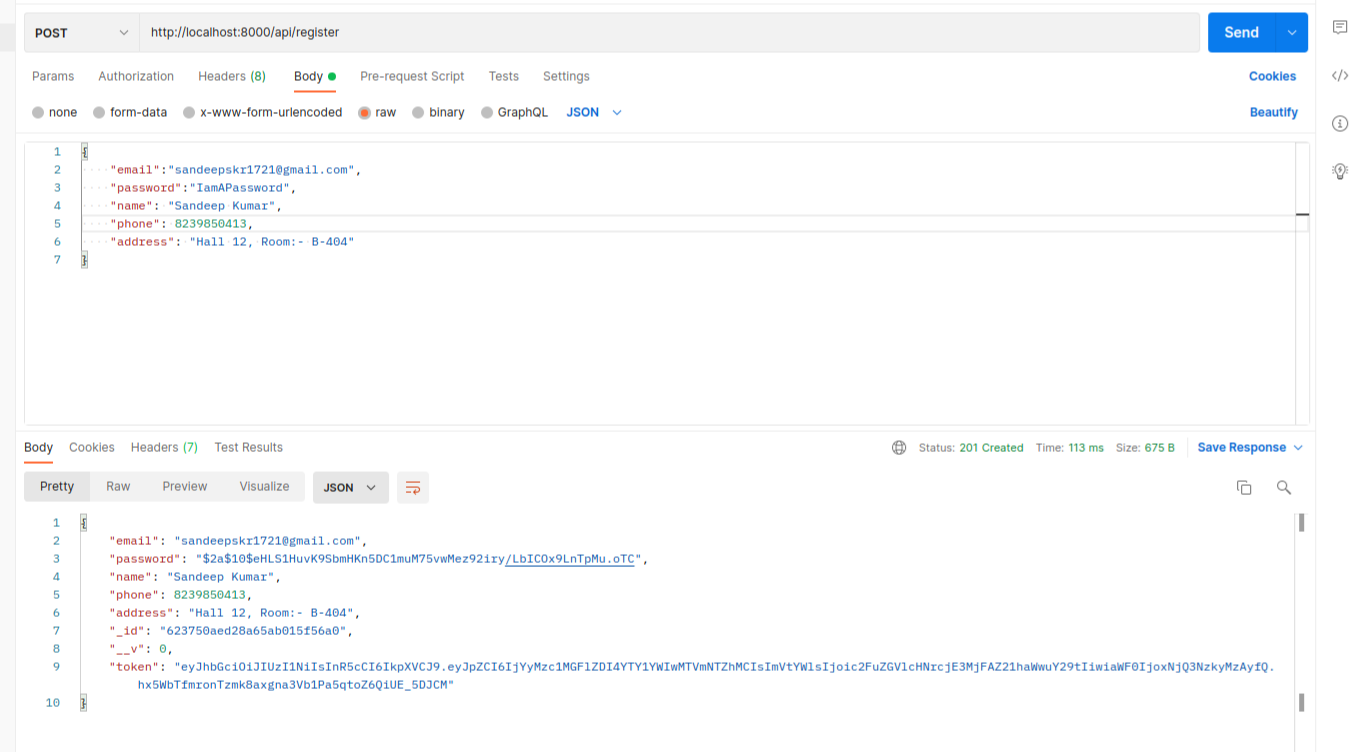 POST http://localhost:8000/api/register Send
Params Authorization Headers (8) Body Pre-request Script Tests Settings Cookies
none form-data x-www-form-urlencoded raw binary GraphQL JSON Beautify
1 {
2 "email":"sandeepskr1721@gmail.com",
3 "password":"IamAPassword",
4 "name": "Sandeep Kumar",
5 "phone": 8239850413,
6 "address": "Hall 12, Room:- B-404"
7 }
Body Cookies Headers (7) Test Results Status: 201 Created Time: 113 ms Size: 675 B Save Response
Pretty Raw Preview Visualize JSON
1 {
2 "email": "sandeepskr1721@gmail.com",
3 "password": "$2a$10$eHLS1HuvK9SbmHKn5DC1muM75vwMez92iry/LbICOx9LnTpMu.oTC",
4 "name": "Sandeep Kumar",
5 "phone": 8239850413,
6 "address": "Hall 12, Room:- B-404",
7 "_id": "623750aed28a65ab015f56a0",
8 "__v": 0,
9 "token": "eyJhbGciOiJIUzI1NiIsInR5cCI6IkpXVCJ9.eyJpZCI6IjYyMzc1MGFlZDI4YTY1YWIwMTVmNTZhMCIsImVtYWlsIjoic2FuZGVlcHNrcjE3MjFAZ21haWwuY29tIiwiaWF0IjoxNjQ3NzkyMzAyfQ.
hx5WbTfmronTzmk8axgna3Vb1Pa5qtoZ6QiUE_5DJCM"
10 }